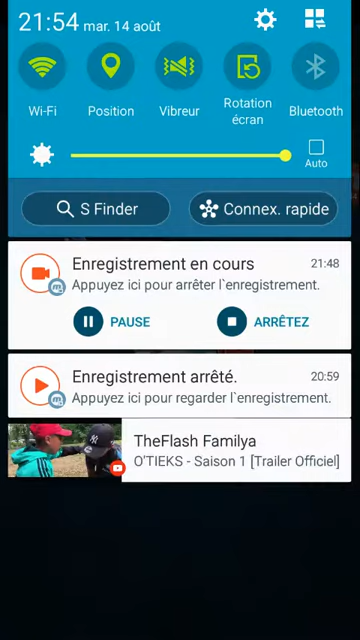 21:54 mar. 14 août
Wi-Fi
Position
Vibreur
Rotation écran
Bluetooth
Auto
S Finder
Connex. rapide
Enregistrement en cours 21:48
Appuyez ici pour arrêter l`enregistrement.
PAUSE
ARRÊTEZ
Enregistrement arrêté. 20:59
Appuyez ici pour regarder l`enregistrement.
TheFlash Familya
O'TIEKS - Saison 1 [Trailer Officiel]